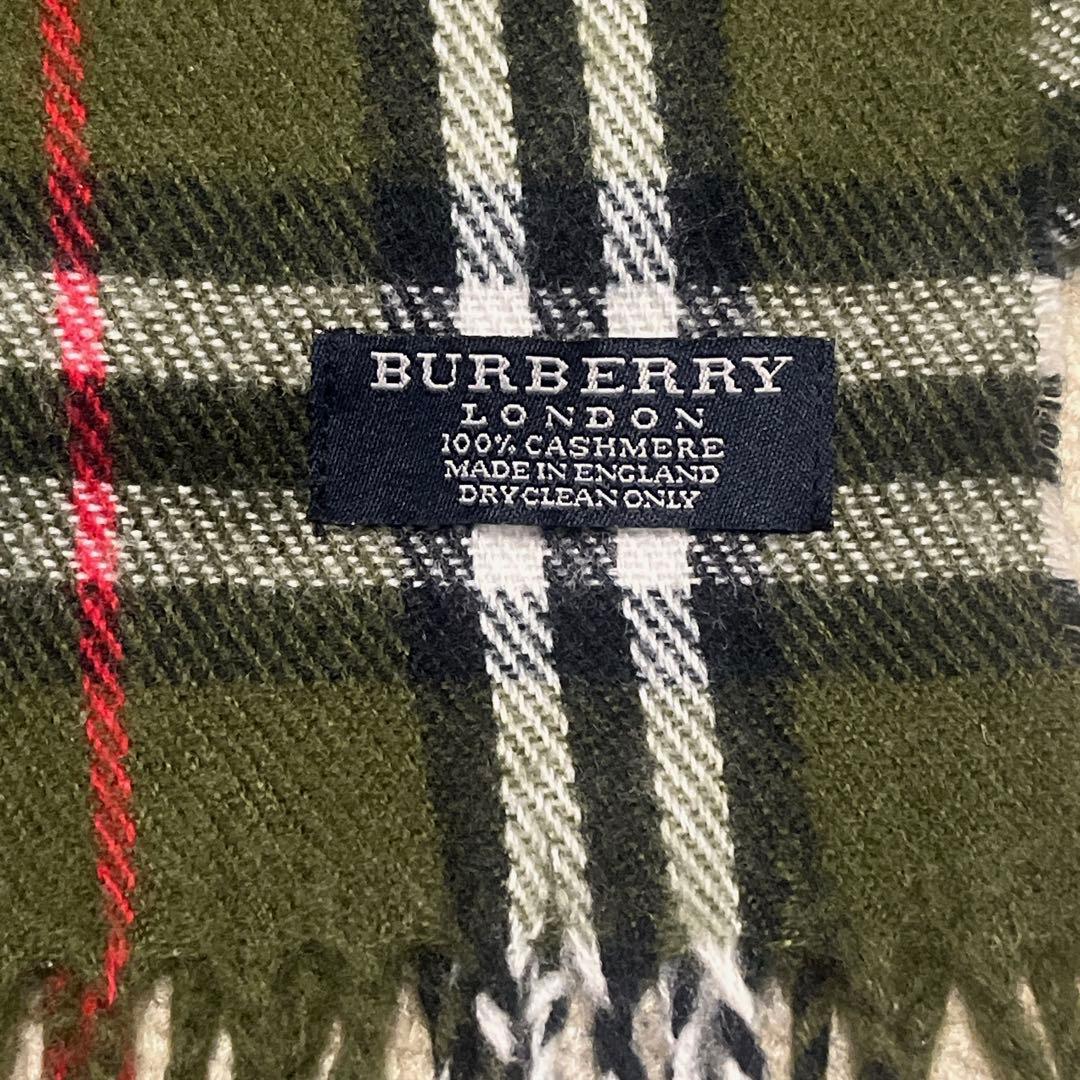 BURBERRY
LONDON
100% CASHMERE
MADE IN ENGLAND
DRY CLEAN ONLY